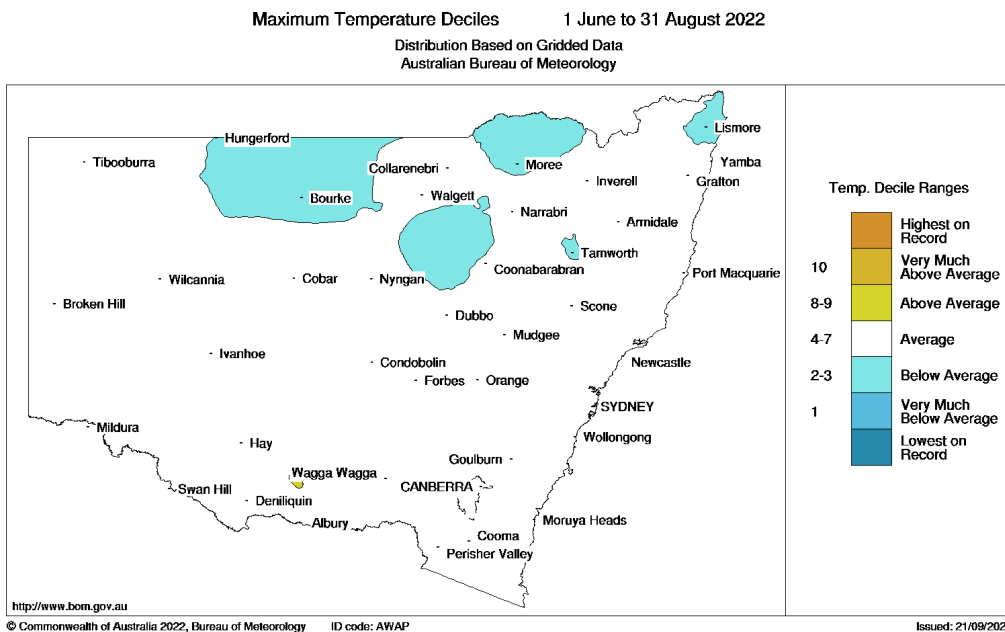 Maximum Temperature Deciles 1 June to 31 August 2022
Distribution Based on Gridded Data
Australian Bureau of Meteorology
Hungerford
Lismore
Tibooburra
Collarenebri
Moree
Yamba
Inverell
Grafton
Bourke
Walgett
Narrabri
Armidale
Tamworth
Coonabarabran
Port Macquarie
Wilcannia
Cobar
Nyngan
Broken Hill
Scone
Dubbo
Mudgee
Ivanhoe
Condobolin
Newcastle
Forbes
Orange
SYDNEY
Mildura
Wollongong
Hay
Goulburn
Wagga Wagga
CANBERRA
Swan Hill
Deniliquin
Albury
Moruya Heads
Cooma
Perisher Valley
Temp. Decile Ranges
Highest on
Record
10 Very Much
Above Average
8-9 Above Average
4-7 Average
2-3 Below Average
1 Very Much
Below Average
Lowest on
Record
http://www.bom.gov.au
© Commonwealth of Australia 2022, Bureau of Meteorology ID code: AWAP Issued: 21/09/202